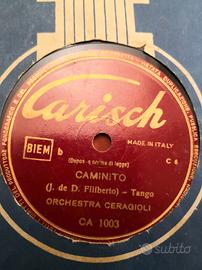 Carisch
MADE IN ITALY
BIEM
b
C 6
(Depos. a norma di legge)
CAMINITO
(J. de D. Filiberto) - Tango
ORCHESTRA CERAGIOLI
CA 1003
subito